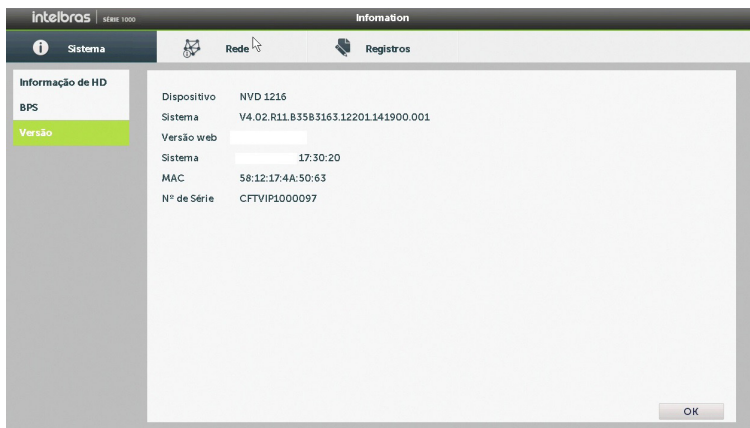 intelbras SÉRIE 1000
Infomation
Sistema Rede Registros
Informação de HD
BPS
Versão
Dispositivo NVD 1216
Sistema V4.02.R11.B35B3163.12201.141900.001
Versão web
Sistema 17:30:20
MAC 58:12:17:4A:50:63
Nº de Série CFTVIP1000097
OK